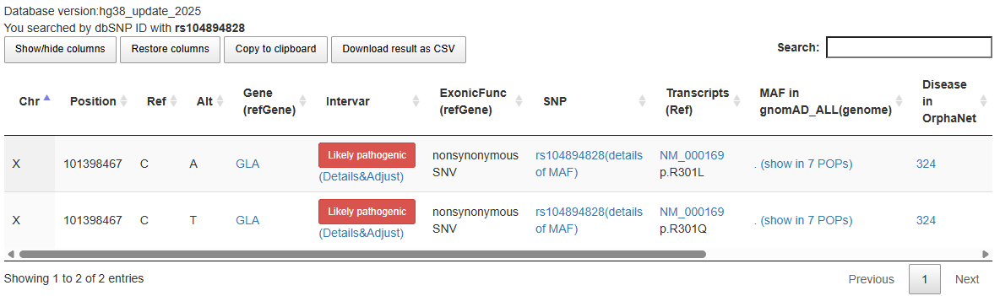 Database version:hg38_update_2025
You searched by dbSNP ID with rs104894828
Show/hide columns Restore columns Copy to clipboard Download result as CSV Search:
Chr Position Ref Alt Gene (refGene) Intervar ExonicFunc (refGene) SNP Transcripts (Ref) MAF in gnomAD_ALL(genome) Disease in OrphaNet
X 101398467 C A GLA Likely pathogenic (Details&Adjust) nonsynonymous SNV rs104894828(details of MAF) NM_000169 p.R301L . (show in 7 POPs) 324
X 101398467 C T GLA Likely pathogenic (Details&Adjust) nonsynonymous SNV rs104894828(details of MAF) NM_000169 p.R301Q . (show in 7 POPs) 324
Showing 1 to 2 of 2 entries Previous 1 Next